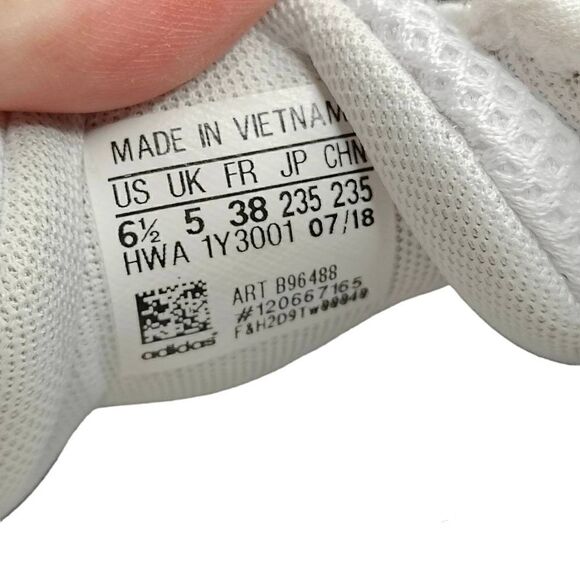 MADE IN VIETNAM
US UK FR JP CHN
6½ 5 38 235 235
HWA 1Y3001 07/18
ART B96488
#120667165
adidas